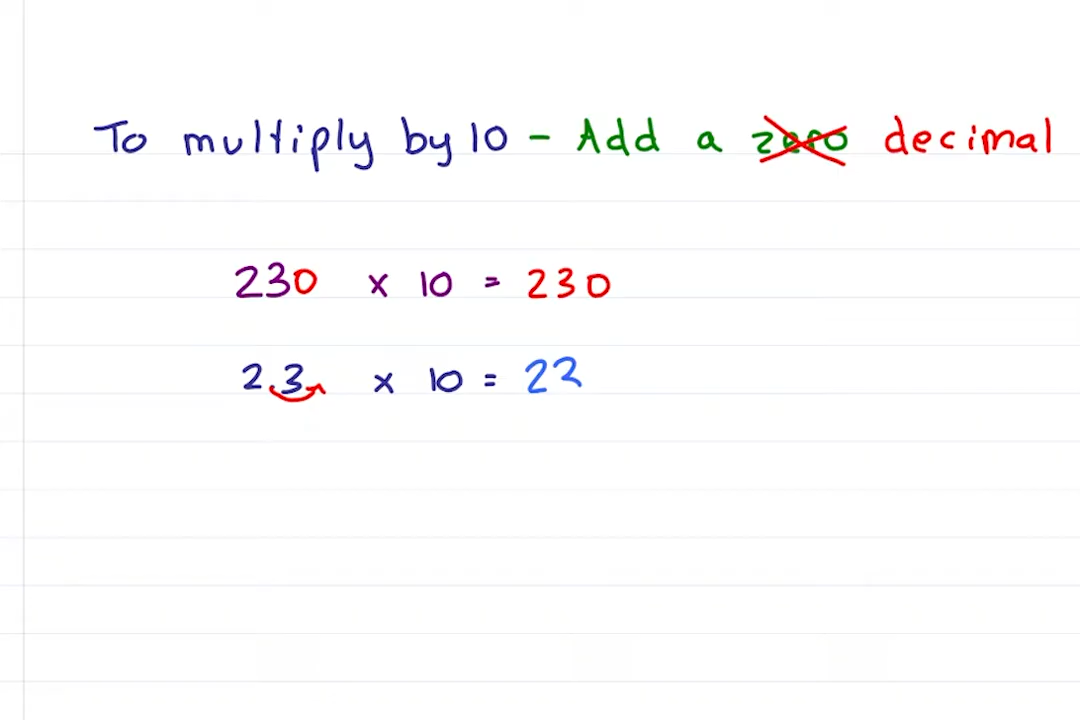 To multiply by 10 - Add a zero decimal
230 x 10 = 230
2.3 x 10 = 23